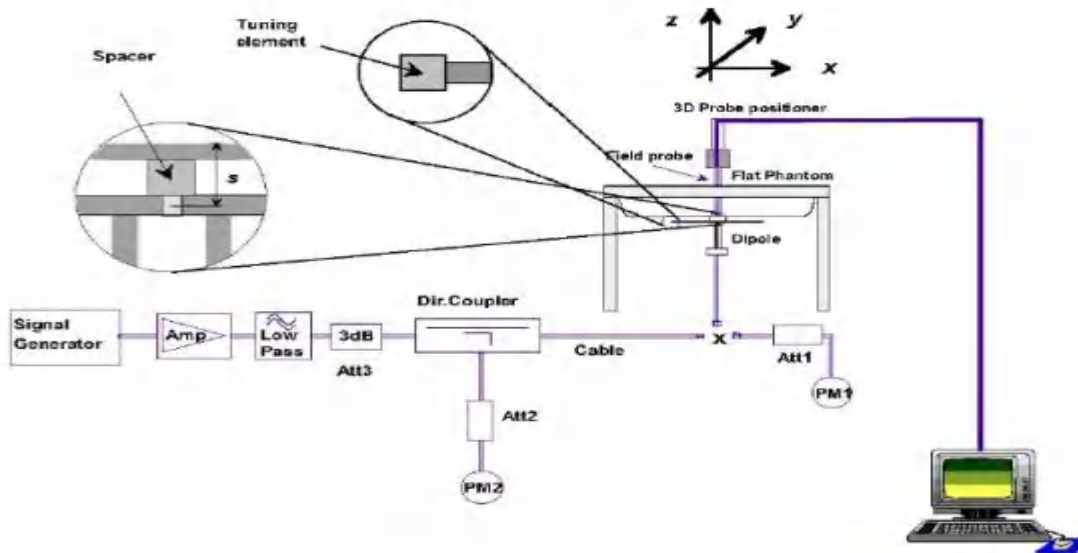 Tuning
element
Spacer
s
z
y
x
3D Probe positioner
Field probe
Flat Phantom
Dipole
Dir.Coupler
Signal
Generator
Amp
Low
Pass
3dB
Att3
Cable
x
Att1
PM1
Att2
PM2